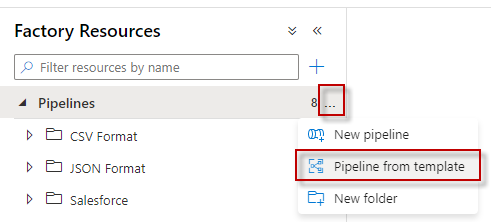 Factory Resources
Filter resources by name
Pipelines 8 ...
CSV Format
JSON Format
Salesforce
New pipeline
Pipeline from template
New folder